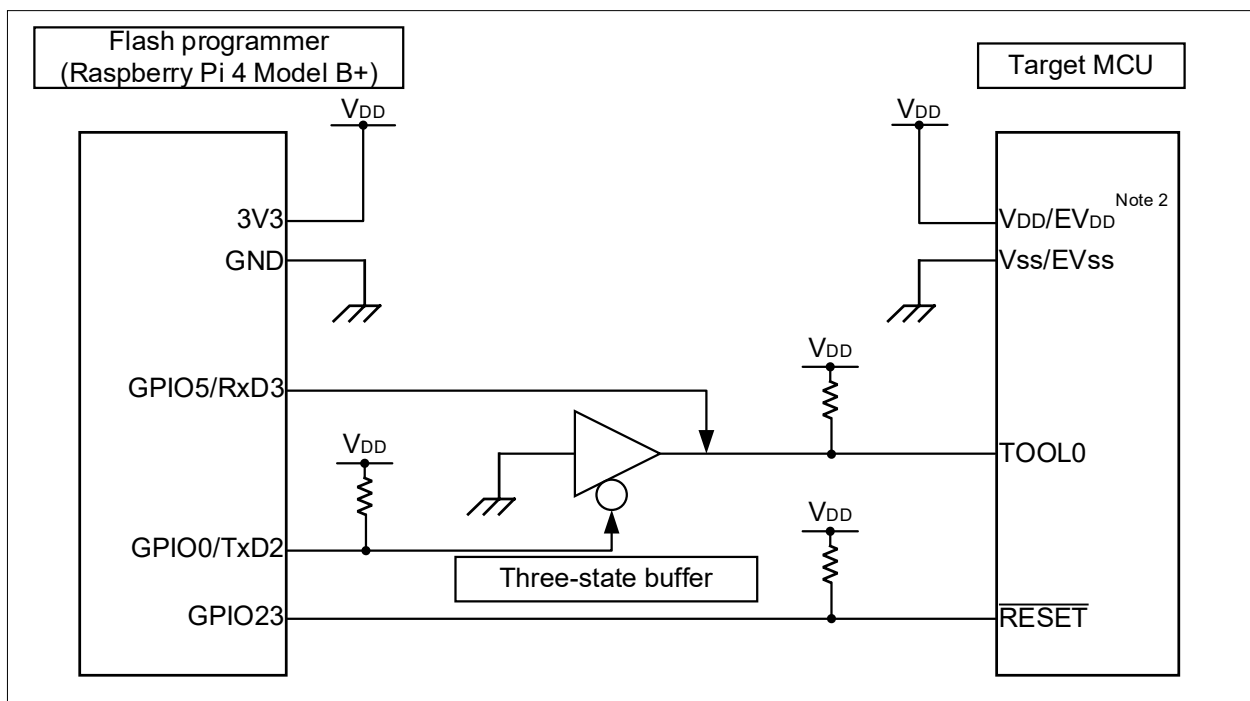 Flash programmer
(Raspberry Pi 4 Model B+)
Target MCU
VDD
VDD
3V3
VDD/EVDD Note 2
GND
Vss/EVss
VDD
GPIO5/RxD3
VDD
TOOL0
VDD
GPIO0/TxD2
Three-state buffer
GPIO23
RESET